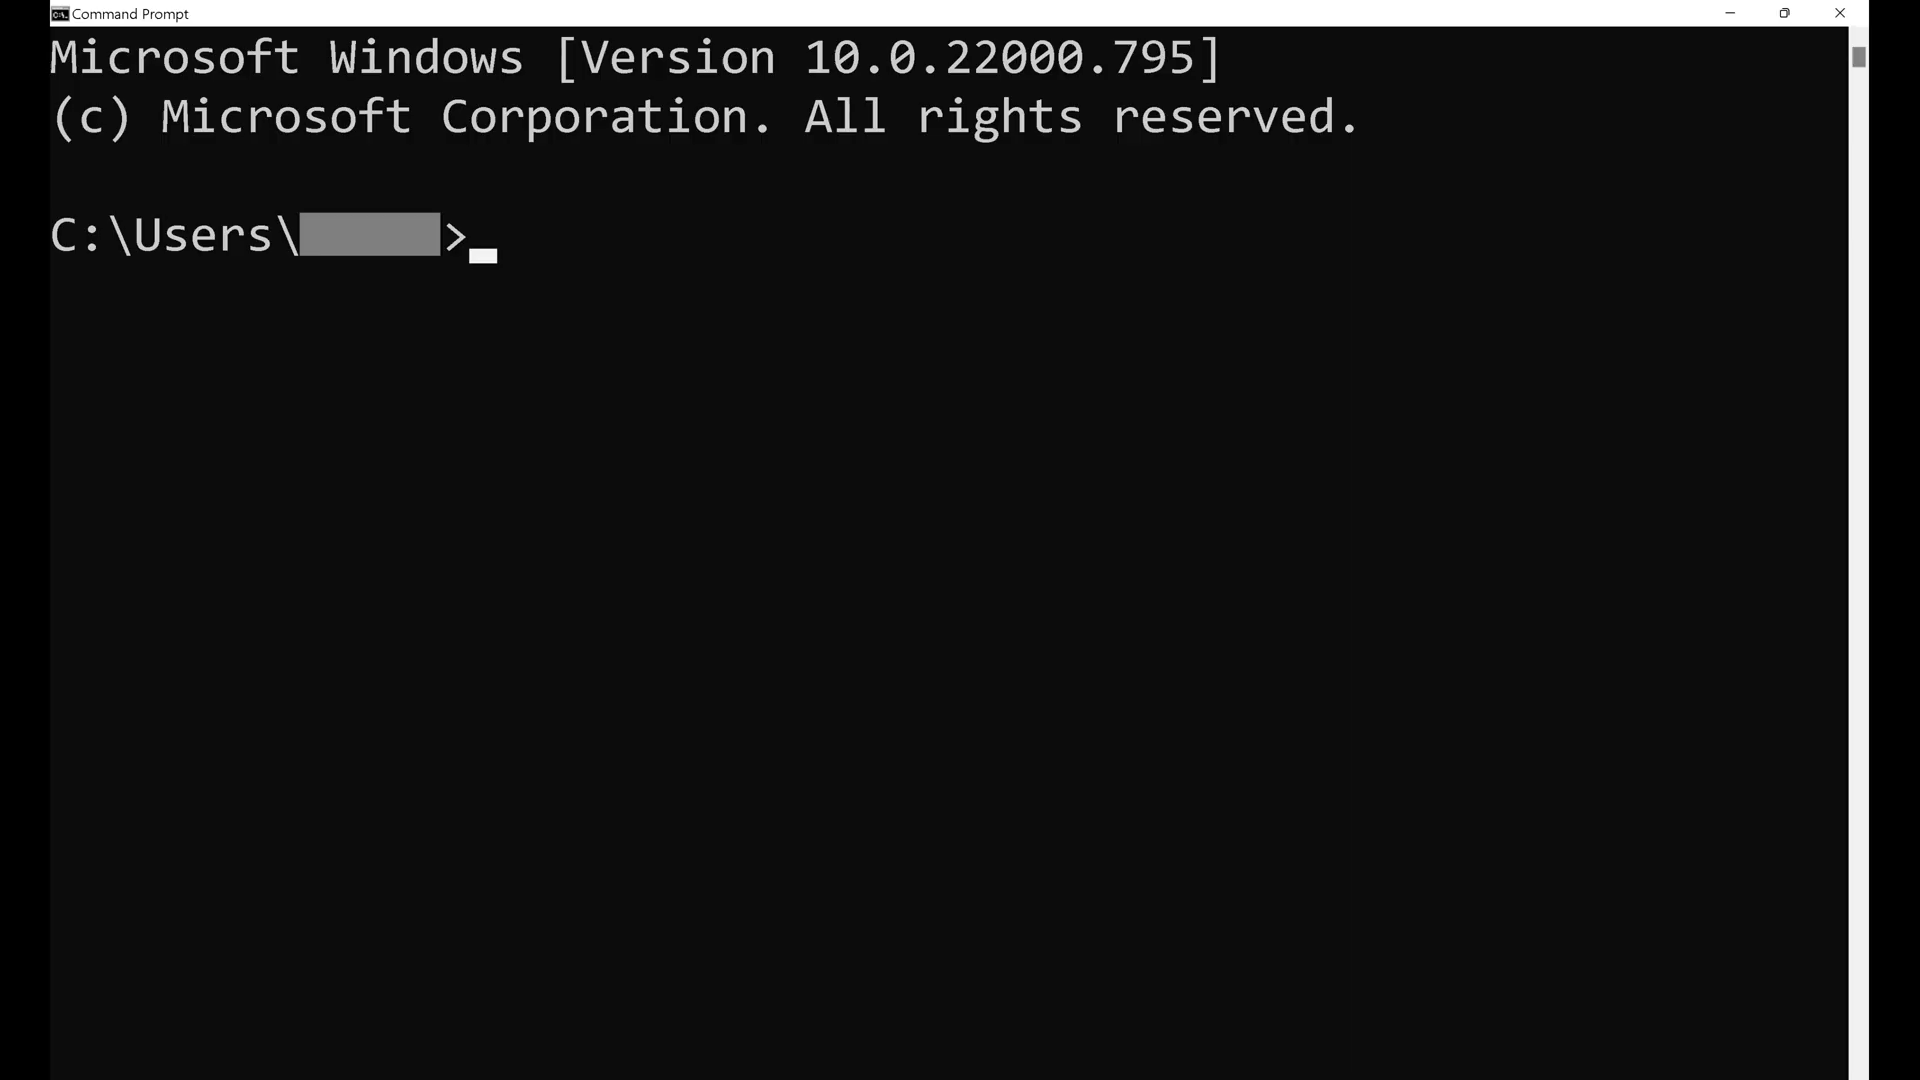 Command Prompt
Microsoft Windows [Version 10.0.22000.795]
(c) Microsoft Corporation. All rights reserved.
C:\Users\ >